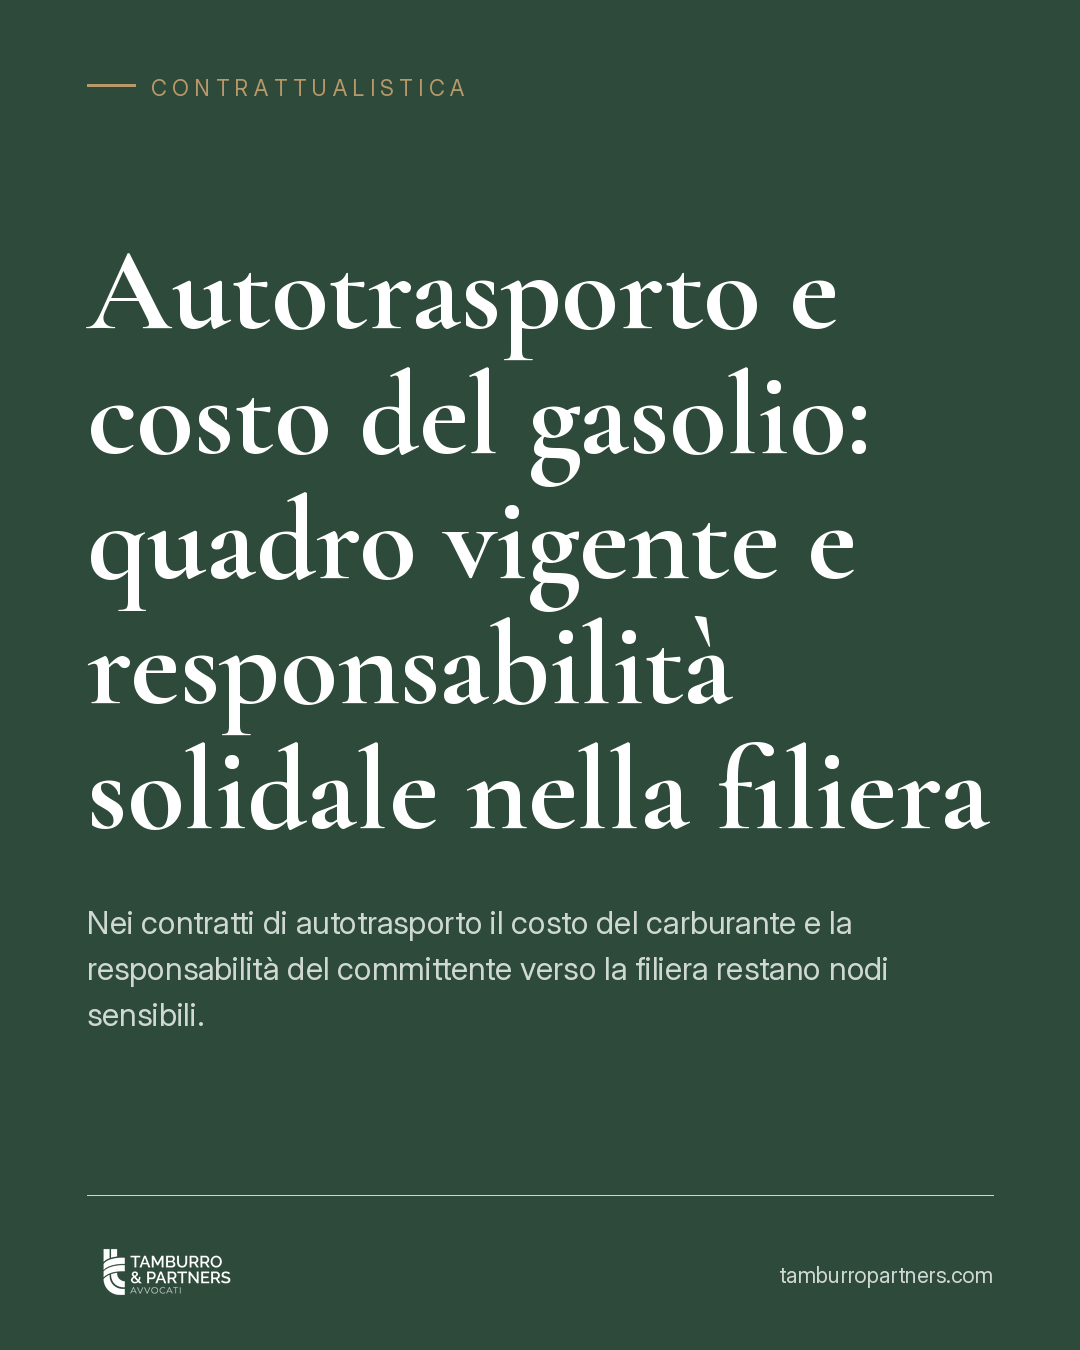 CONTRATTUALISTICA
Autotrasporto e
costo del gasolio:
quadro vigente e
responsabilità
solidale nella filiera
Nei contratti di autotrasporto il costo del carburante e la
responsabilità del committente verso la filiera restano nodi
sensibili.
TAMBURRO
& PARTNERS
AVVOCATI
tamburropartners.com